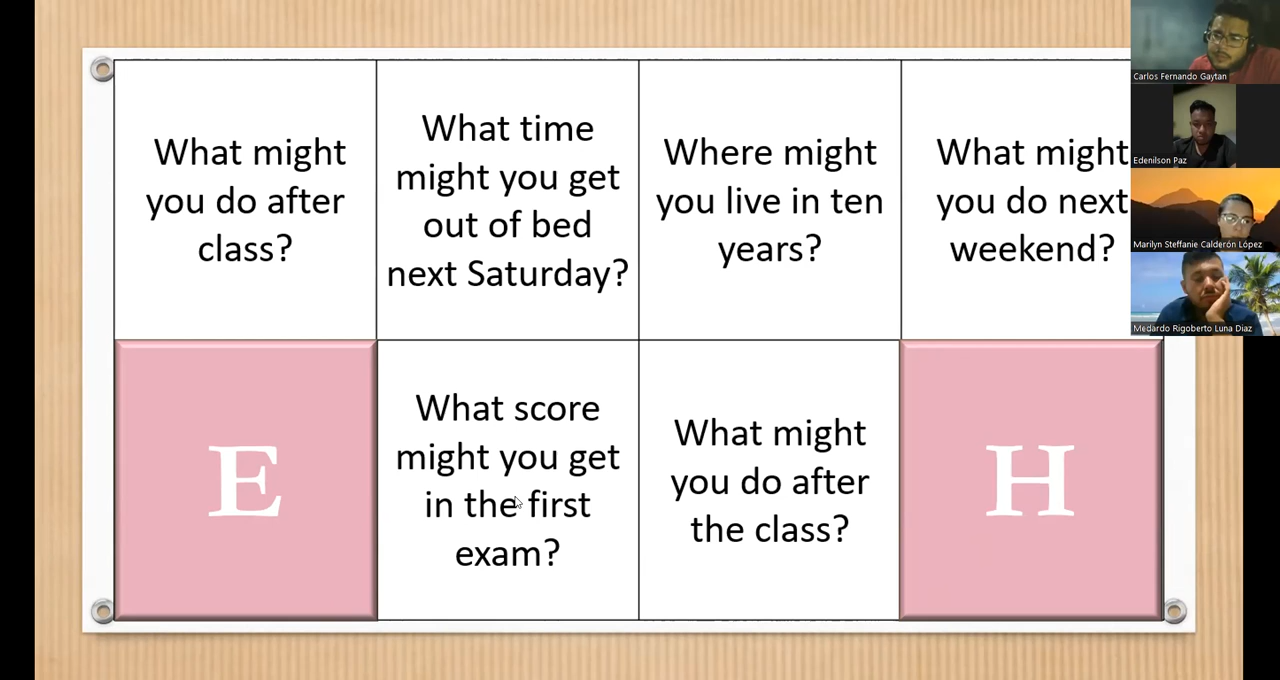 What might
you do after
class?
What time
might you get
out of bed
next Saturday?
Where might
you live in ten
years?
What might
you do next
weekend?
E
What score
might you get
in the first
exam?
What might
you do after
the class?
H
Carlos Fernando Gaytan
Edenilson Paz
Marilyn Steffanie Calderón López
Medardo Rigoberto Luna Diaz